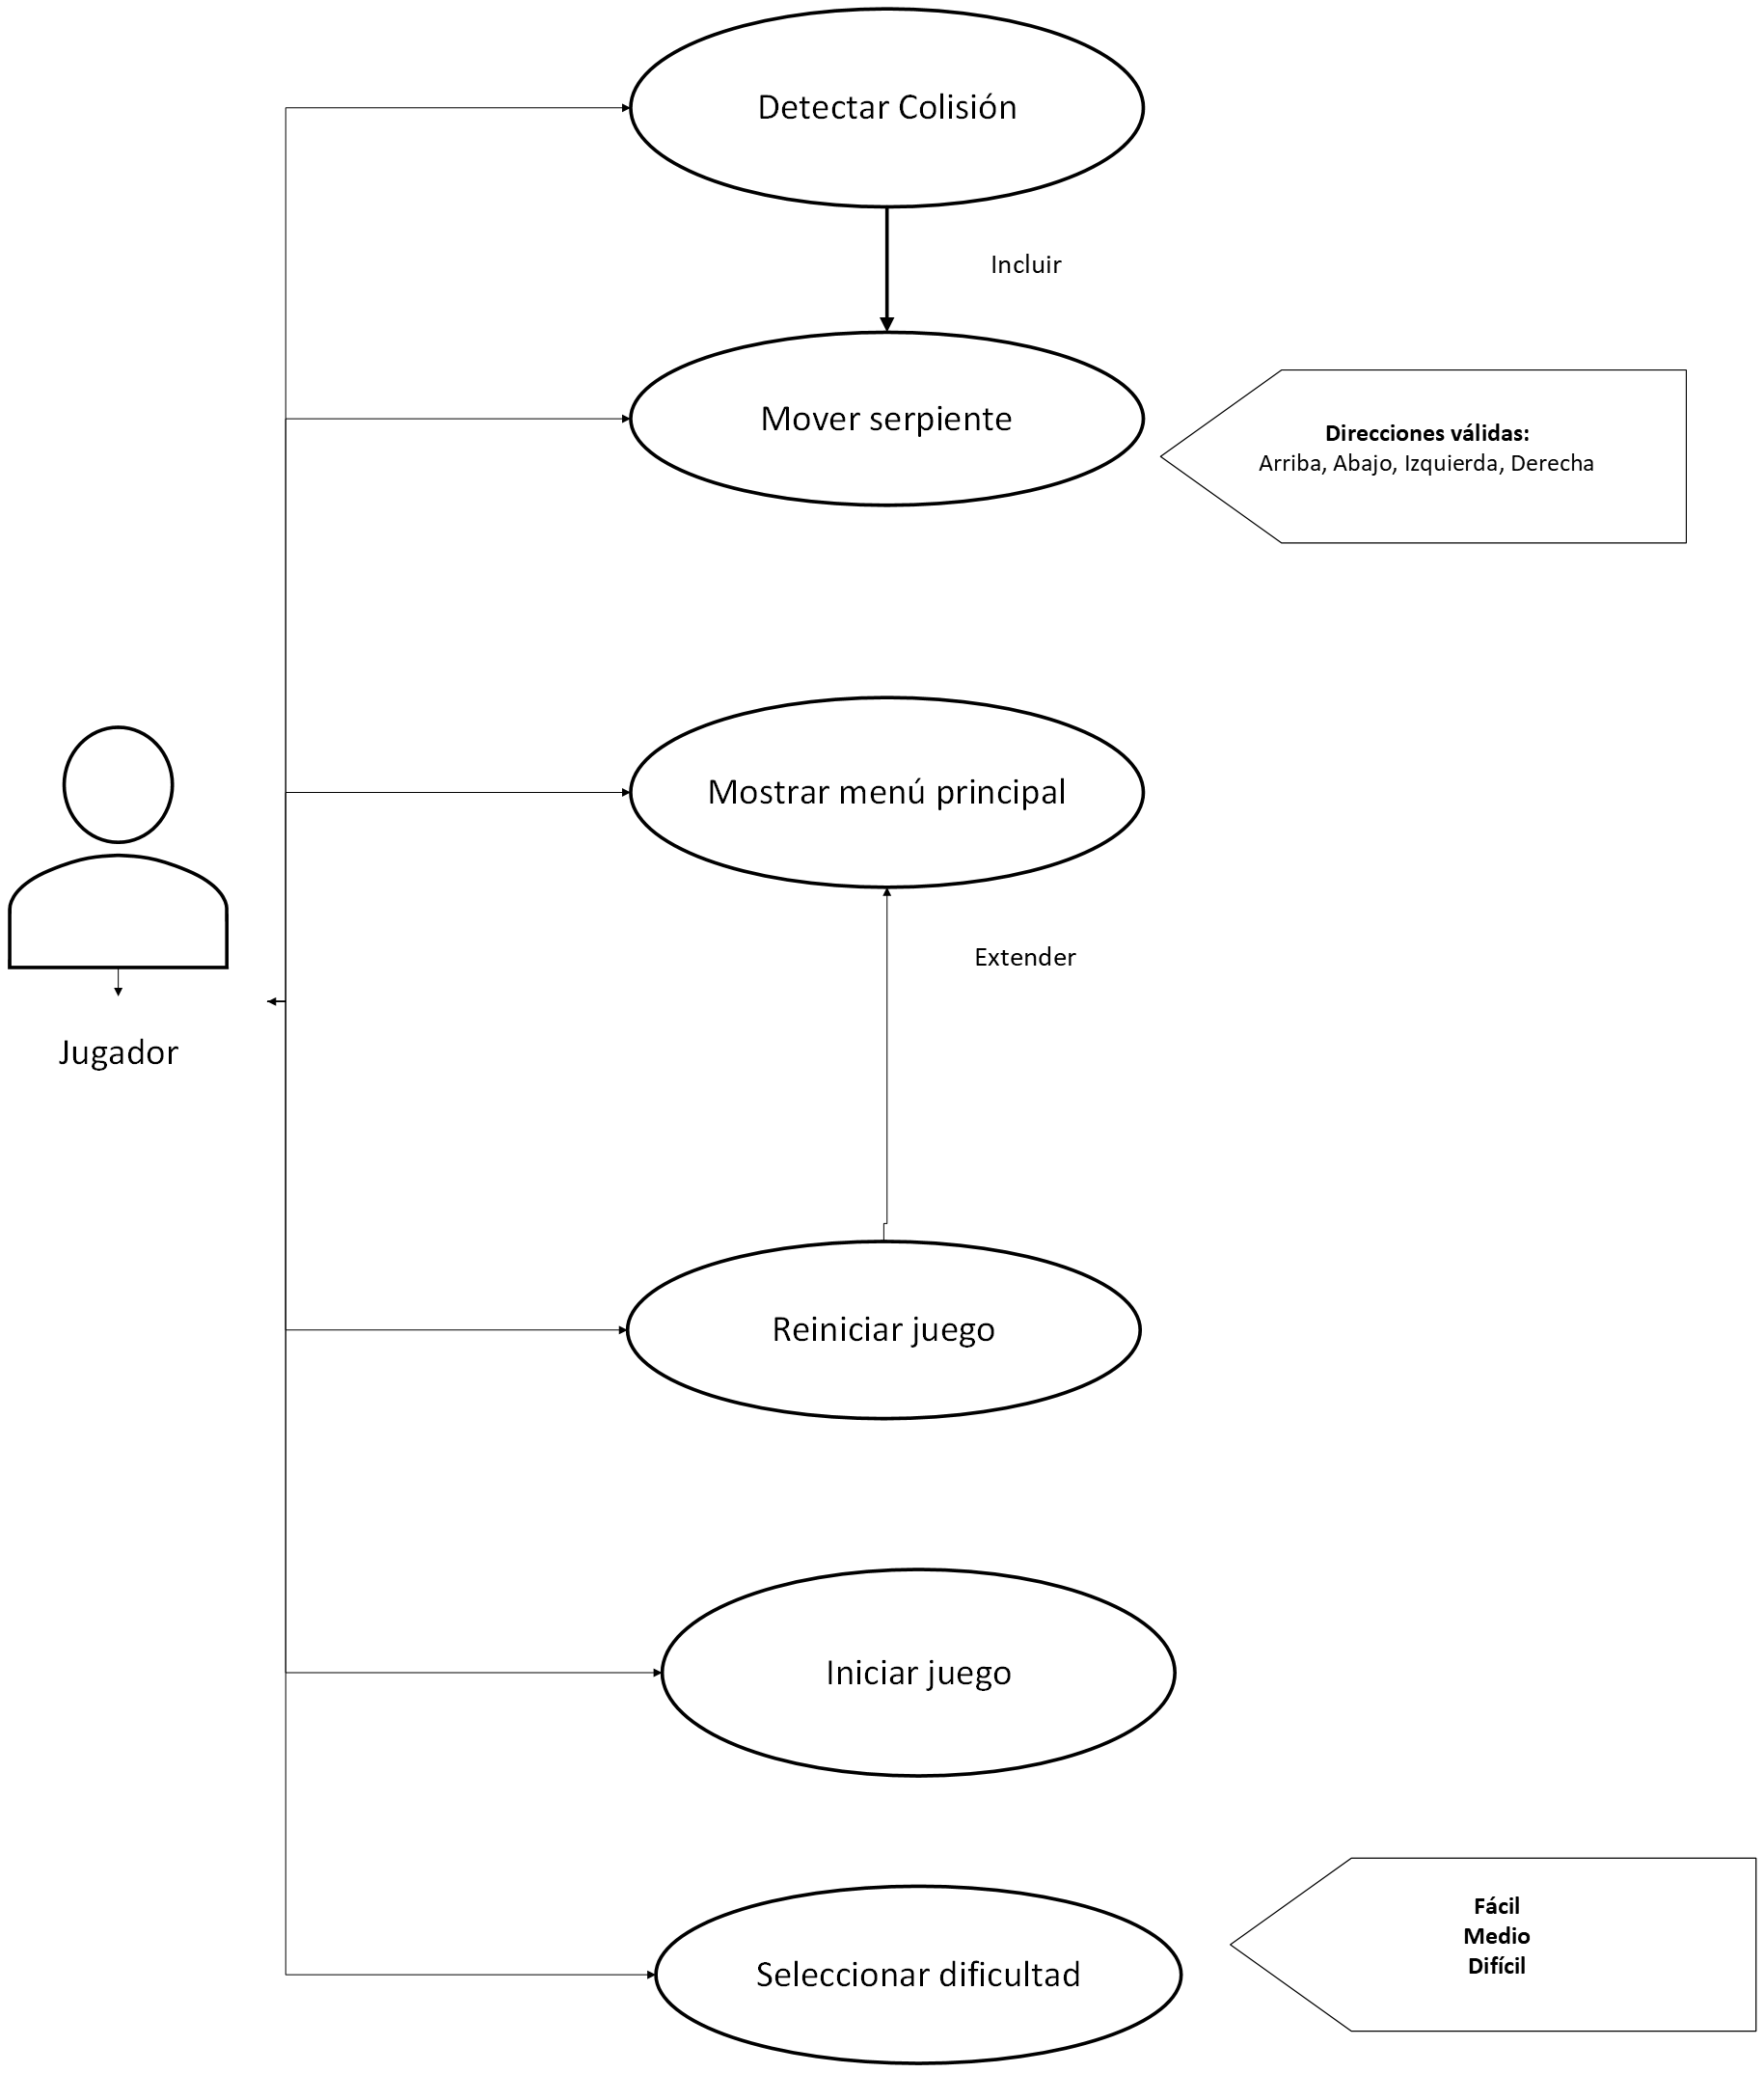 Detectar Colisión
Incluir
Mover serpiente
Direcciones válidas:
Arriba, Abajo, Izquierda, Derecha
Mostrar menú principal
Extender
Jugador
Reiniciar juego
Iniciar juego
Fácil
Medio
Difícil
Seleccionar dificultad